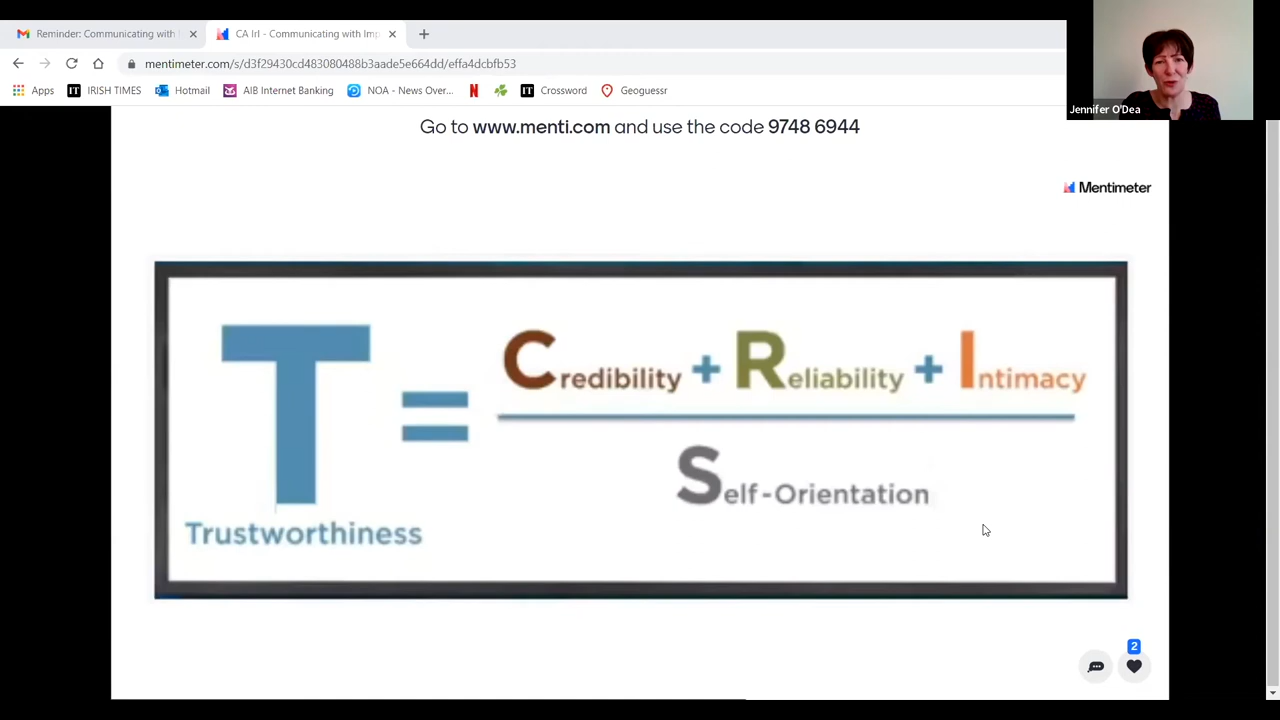 Reminder: Communicating with
CA Irl - Communicating with Imp
mentimeter.com/s/d3f29430cd483080488b3aade5e664dd/effa4dcbfb53
Apps IRISH TIMES Hotmail AIB Internet Banking NOA - News Over... Crossword Geoguessr
Jennifer O'Dea
Go to www.menti.com and use the code 9748 6944
Mentimeter
T = Credibility + Reliability + Intimacy
Self-Orientation
Trustworthiness
2